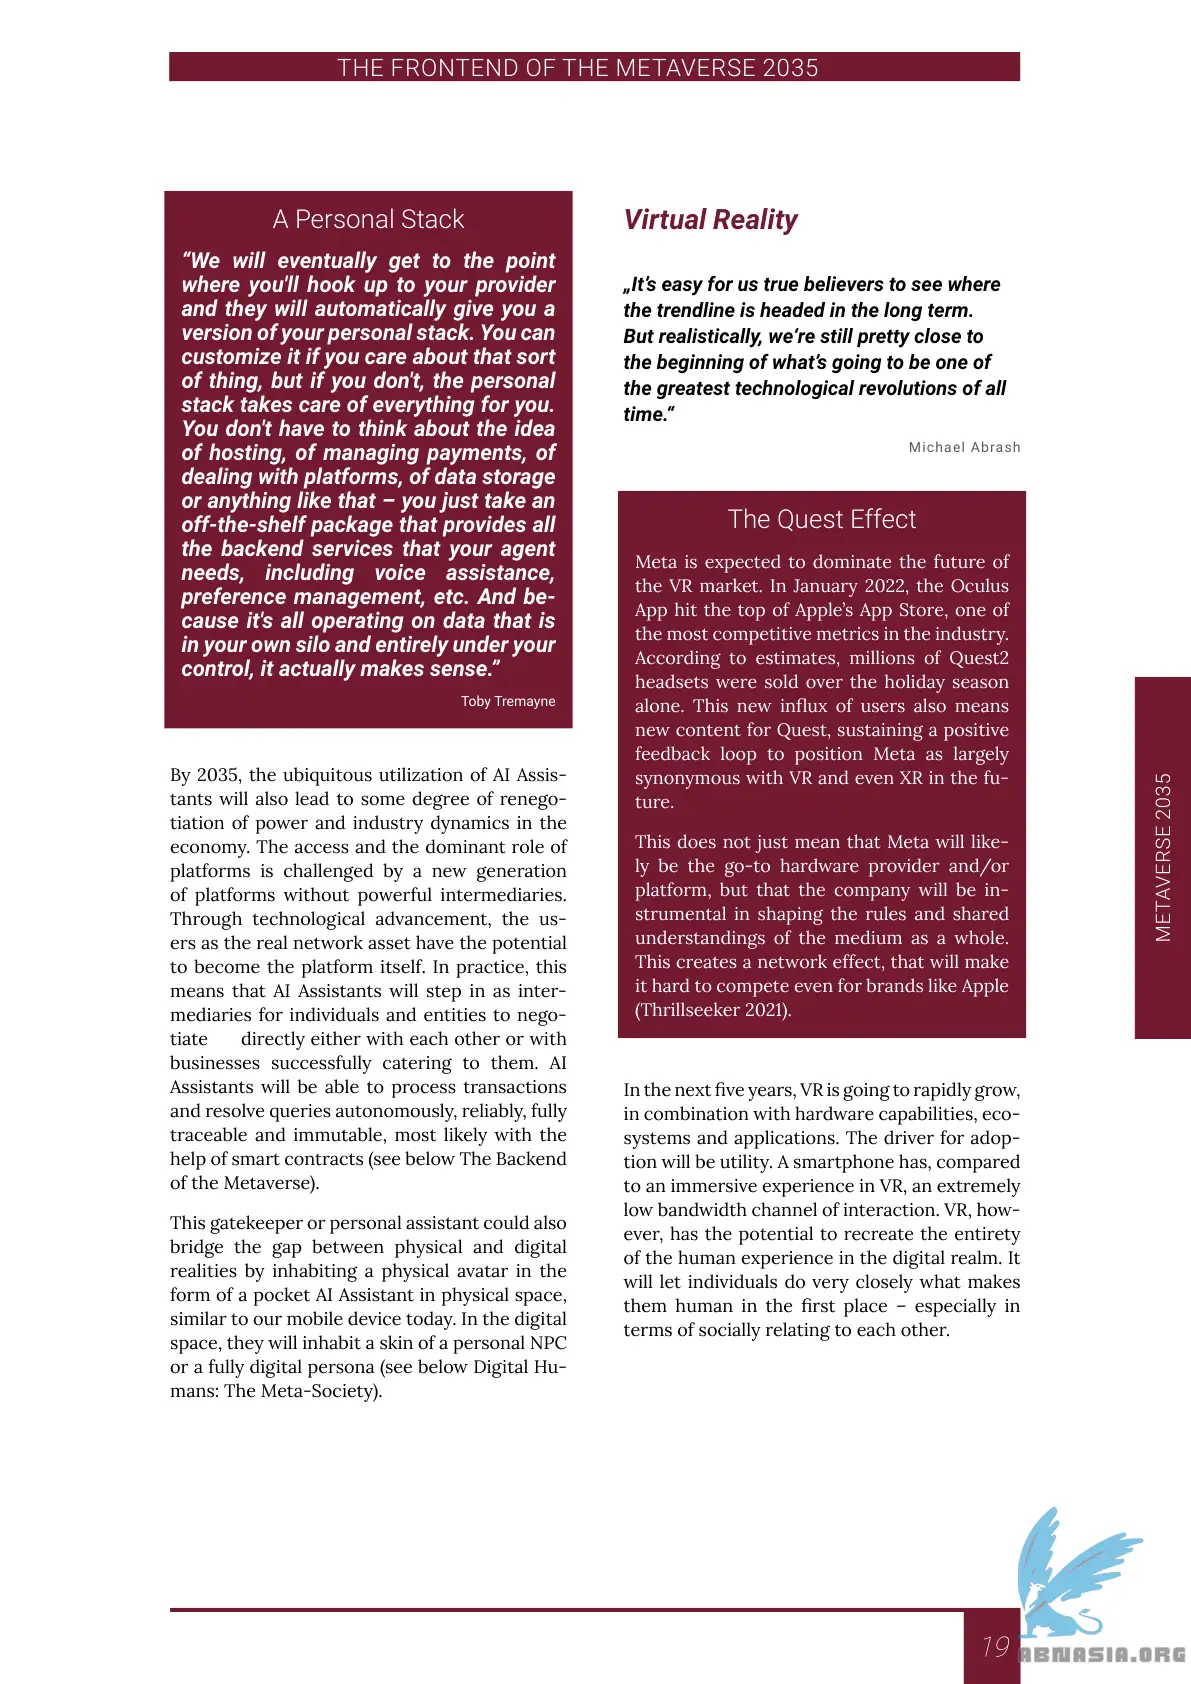 THE FRONTEND OF THE METAVERSE 2035
A Personal Stack
“We will eventually get to the point
where you'll hook up to your provider
and they will automatically give you a
version of your personal stack. You can
customize it if you care about that sort
of thing, but if you don't, the personal
stack takes care of everything for you.
You don't have to think about the idea
of hosting, of managing payments, of
dealing with platforms, of data storage
or anything like that – you just take an
off-the-shelf package that provides all
the backend services that your agent
needs, including voice assistance,
preference management, etc. And be-
cause it's all operating on data that is
in your own silo and entirely under your
control, it actually makes sense.”
Toby Tremayne
By 2035, the ubiquitous utilization of AI Assis-
tants will also lead to some degree of renego-
tiation of power and industry dynamics in the
economy. The access and the dominant role of
platforms is challenged by a new generation
of platforms without powerful intermediaries.
Through technological advancement, the us-
ers as the real network asset have the potential
to become the platform itself. In practice, this
means that AI Assistants will step in as inter-
mediaries for individuals and entities to nego-
tiate directly either with each other or with
businesses successfully catering to them. AI
Assistants will be able to process transactions
and resolve queries autonomously, reliably, fully
traceable and immutable, most likely with the
help of smart contracts (see below The Backend
of the Metaverse).
This gatekeeper or personal assistant could also
bridge the gap between physical and digital
realities by inhabiting a physical avatar in the
form of a pocket AI Assistant in physical space,
similar to our mobile device today. In the digital
space, they will inhabit a skin of a personal NPC
or a fully digital persona (see below Digital Hu-
mans: The Meta-Society).
Virtual Reality
„It’s easy for us true believers to see where
the trendline is headed in the long term.
But realistically, we‘re still pretty close to
the beginning of what’s going to be one of
the greatest technological revolutions of all
time.“
Michael Abrash
The Quest Effect
Meta is expected to dominate the future of
the VR market. In January 2022, the Oculus
App hit the top of Apple’s App Store, one of
the most competitive metrics in the industry.
According to estimates, millions of Quest2
headsets were sold over the holiday season
alone. This new influx of users also means
new content for Quest, sustaining a positive
feedback loop to position Meta as largely
synonymous with VR and even XR in the fu-
ture.
This does not just mean that Meta will like-
ly be the go-to hardware provider and/or
platform, but that the company will be in-
strumental in shaping the rules and shared
understandings of the medium as a whole.
This creates a network effect, that will make
it hard to compete even for brands like Apple
(Thrillseeker 2021).
In the next five years, VR is going to rapidly grow,
in combination with hardware capabilities, eco-
systems and applications. The driver for adop-
tion will be utility. A smartphone has, compared
to an immersive experience in VR, an extremely
low bandwidth channel of interaction. VR, how-
ever, has the potential to recreate the entirety
of the human experience in the digital realm. It
will let individuals do very closely what makes
them human in the first place – especially in
terms of socially relating to each other.
METAVERSE 2035
19
ABNASIA.ORG